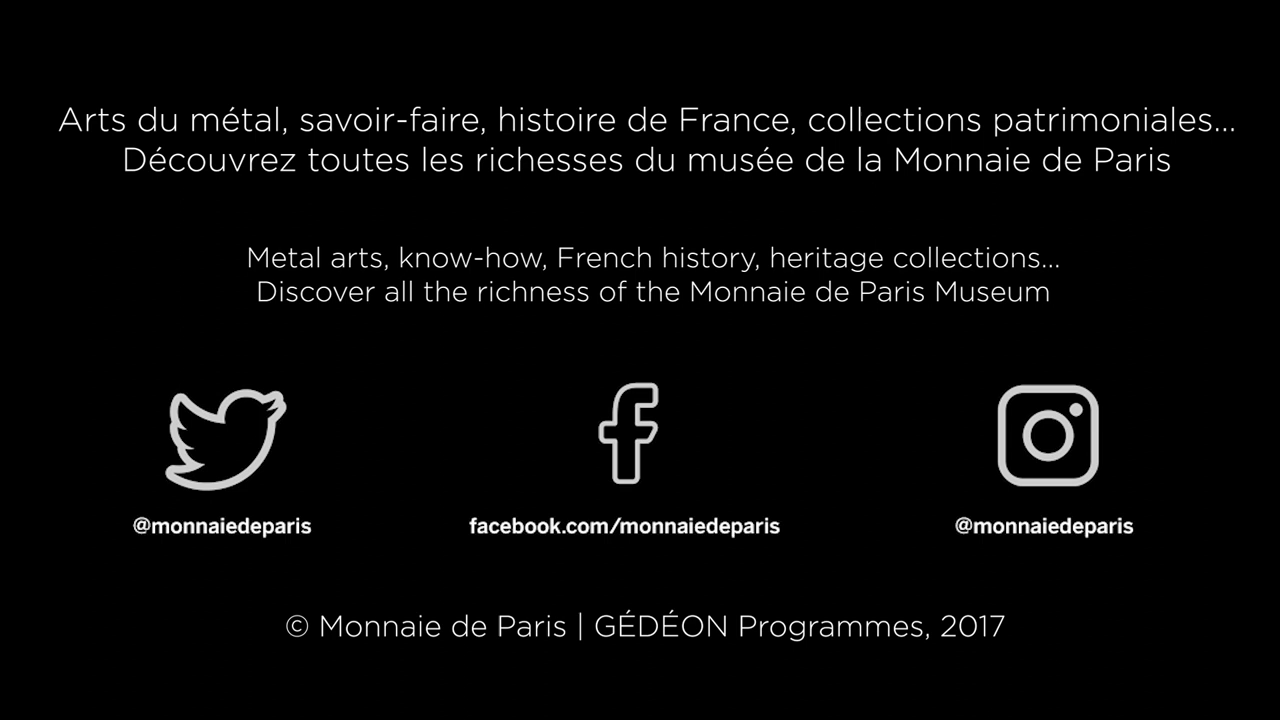 Arts du métal, savoir-faire, histoire de France, collections patrimoniales...
Découvrez toutes les richesses du musée de la Monnaie de Paris
Metal arts, know-how, French history, heritage collections...
Discover all the richness of the Monnaie de Paris Museum
@monnaiedeparis
facebook.com/monnaiedeparis
@monnaiedeparis
© Monnaie de Paris | GÉDÉON Programmes, 2017